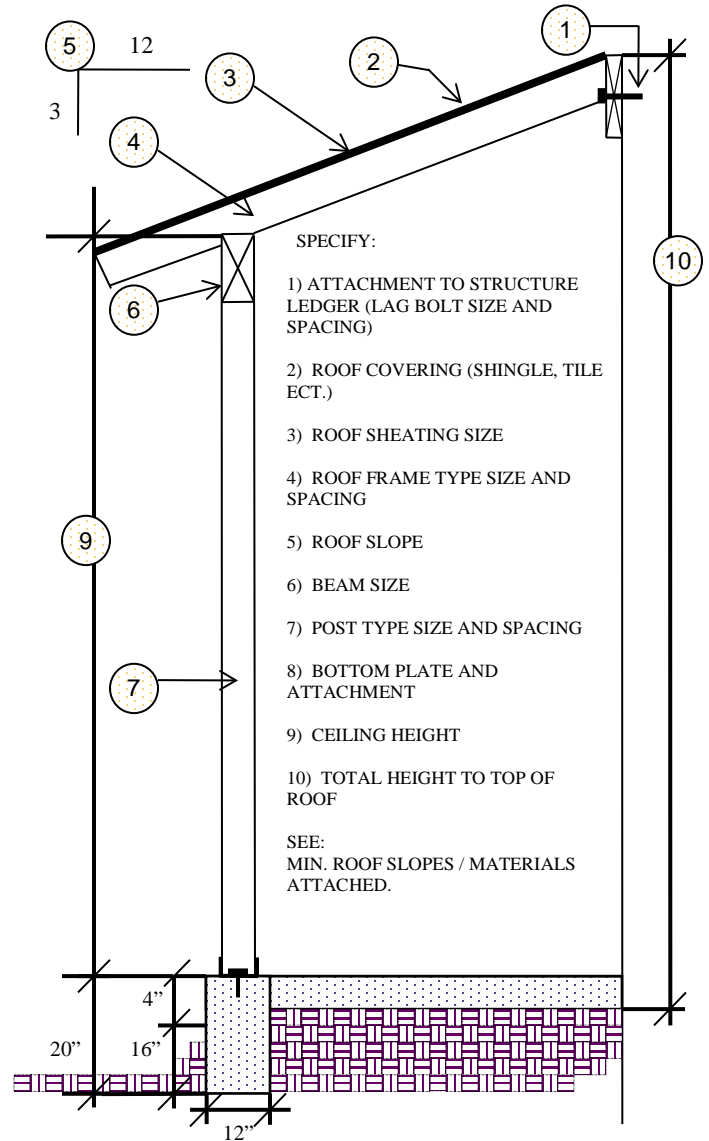 5
12
3
1
2
3
4
10
6
9
7
SPECIFY:
1) ATTACHMENT TO STRUCTURE
LEDGER (LAG BOLT SIZE AND
SPACING)
2) ROOF COVERING (SHINGLE, TILE
ECT.)
3) ROOF SHEATING SIZE
4) ROOF FRAME TYPE SIZE AND
SPACING
5) ROOF SLOPE
6) BEAM SIZE
7) POST TYPE SIZE AND SPACING
8) BOTTOM PLATE AND
ATTACHMENT
9) CEILING HEIGHT
10) TOTAL HEIGHT TO TOP OF
ROOF
SEE:
MIN. ROOF SLOPES / MATERIALS
ATTACHED.
4”
20”
16”
12”